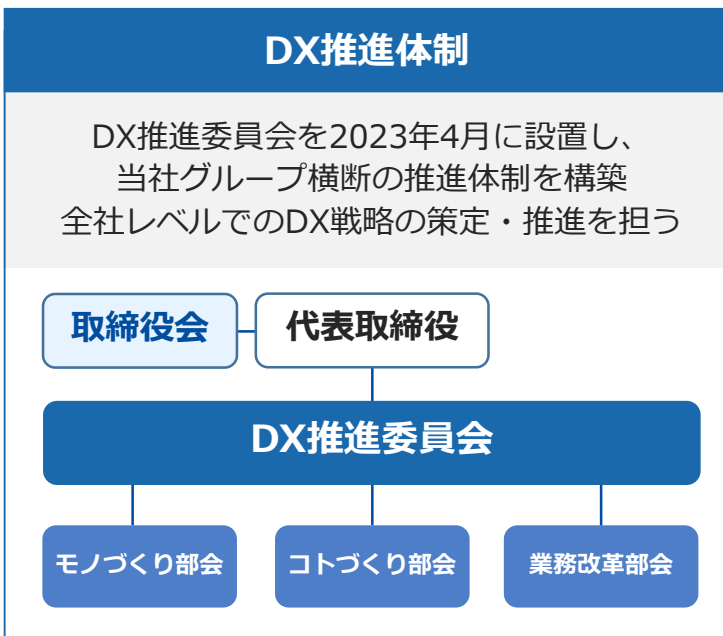 DX推進体制
DX推進委員会を2023年4月に設置し、
当社グループ横断の推進体制を構築
全社レベルでのDX戦略の策定・推進を担う
取締役会
代表取締役
DX推進委員会
モノづくり部会
コトづくり部会
業務改革部会